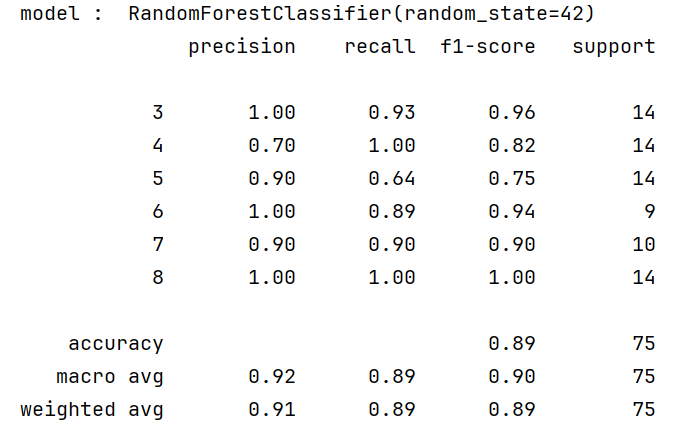 model :  RandomForestClassifier(random_state=42)
              precision    recall  f1-score   support

           3       1.00      0.93      0.96        14
           4       0.70      1.00      0.82        14
           5       0.90      0.64      0.75        14
           6       1.00      0.89      0.94         9
           7       0.90      0.90      0.90        10
           8       1.00      1.00      1.00        14

    accuracy                           0.89        75
   macro avg       0.92      0.89      0.90        75
weighted avg       0.91      0.89      0.89        75